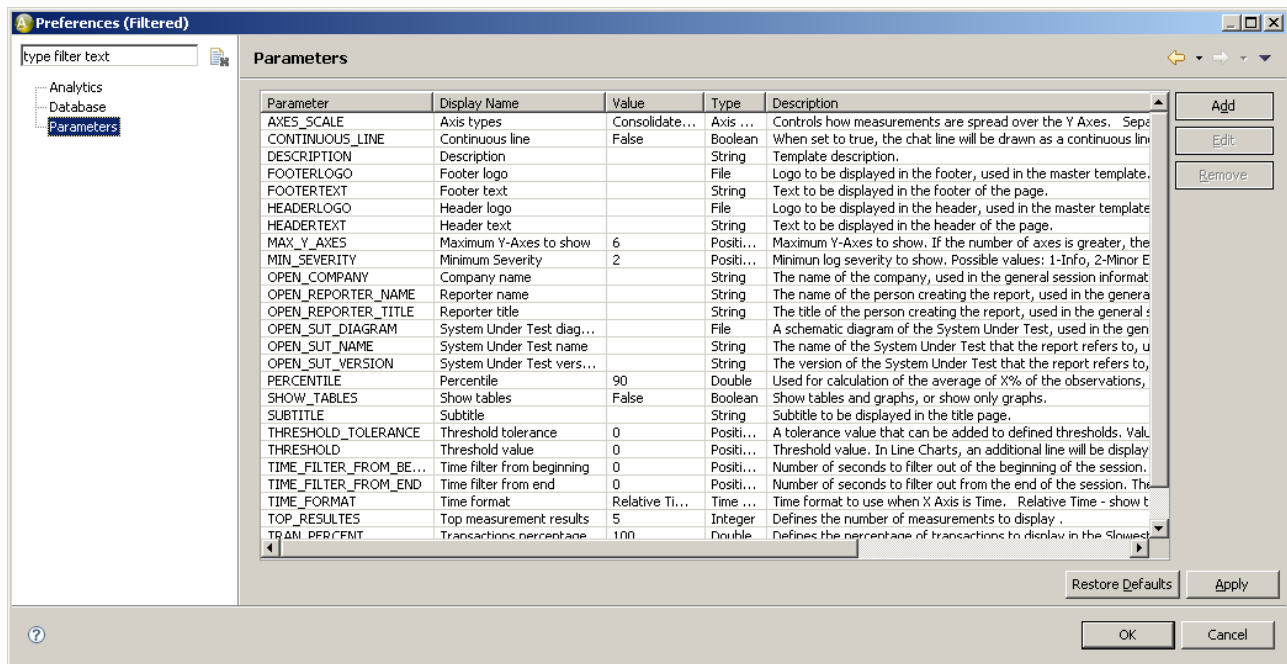 Preferences (Filtered)
type filter text
Analytics
Database
Parameters
Parameters
Parameter Display Name Value Type Description
AXES_SCALE Axis types Consolidate... Axis ... Controls how measurements are spread over the Y Axes. Sepa
CONTINUOUS_LINE Continuous line False Boolean When set to true, the chat line will be drawn as a continuous lin
DESCRIPTION Description String Template description.
FOOTERLOGO Footer logo File Logo to be displayed in the footer, used in the master template.
FOOTERTEXT Footer text String Text to be displayed in the footer of the page.
HEADERLOGO Header logo File Logo to be displayed in the header, used in the master template
HEADERTEXT Header text String Text to be displayed in the header of the page.
MAX_Y_AXES Maximum Y-Axes to show 6 Positi... Maximum Y-Axes to show. If the number of axes is greater, the
MIN_SEVERITY Minimum Severity 2 Positi... Minimun log severity to show. Possible values: 1-Info, 2-Minor E
OPEN_COMPANY Company name String The name of the company, used in the general session informat
OPEN_REPORTER_NAME Reporter name String The name of the person creating the report, used in the genera
OPEN_REPORTER_TITLE Reporter title String The title of the person creating the report, used in the general s
OPEN_SUT_DIAGRAM System Under Test diag... File A schematic diagram of the System Under Test, used in the gen
OPEN_SUT_NAME System Under Test name String The name of the System Under Test that the report refers to, u
OPEN_SUT_VERSION System Under Test vers... String The version of the System Under Test that the report refers to,
PERCENTILE Percentile 90 Double Used for calculation of the average of X% of the observations,
SHOW_TABLES Show tables False Boolean Show tables and graphs, or show only graphs.
SUBTITLE Subtitle String Subtitle to be displayed in the title page.
THRESHOLD_TOLERANCE Threshold tolerance 0 Positi... A tolerance value that can be added to defined thresholds. Valu
THRESHOLD Threshold value 0 Positi... Threshold value. In Line Charts, an additional line will be display
TIME_FILTER_FROM_BE... Time filter from beginning 0 Positi... Number of seconds to filter out of the beginning of the session.
TIME_FILTER_FROM_END Time filter from end 0 Positi... Number of seconds to filter out from the end of the session. The
TIME_FORMAT Time format Relative Ti... Time ... Time format to use when X Axis is Time. Relative Time - show t
TOP_RESULTES Top measurement results 5 Integer Defines the number of measurements to display .
TRAN_PERCENT Transactions percentage 100 Double Defines the percentage of transactions to display in the Slowest
Add
Edit
Remove
Restore Defaults Apply
OK Cancel